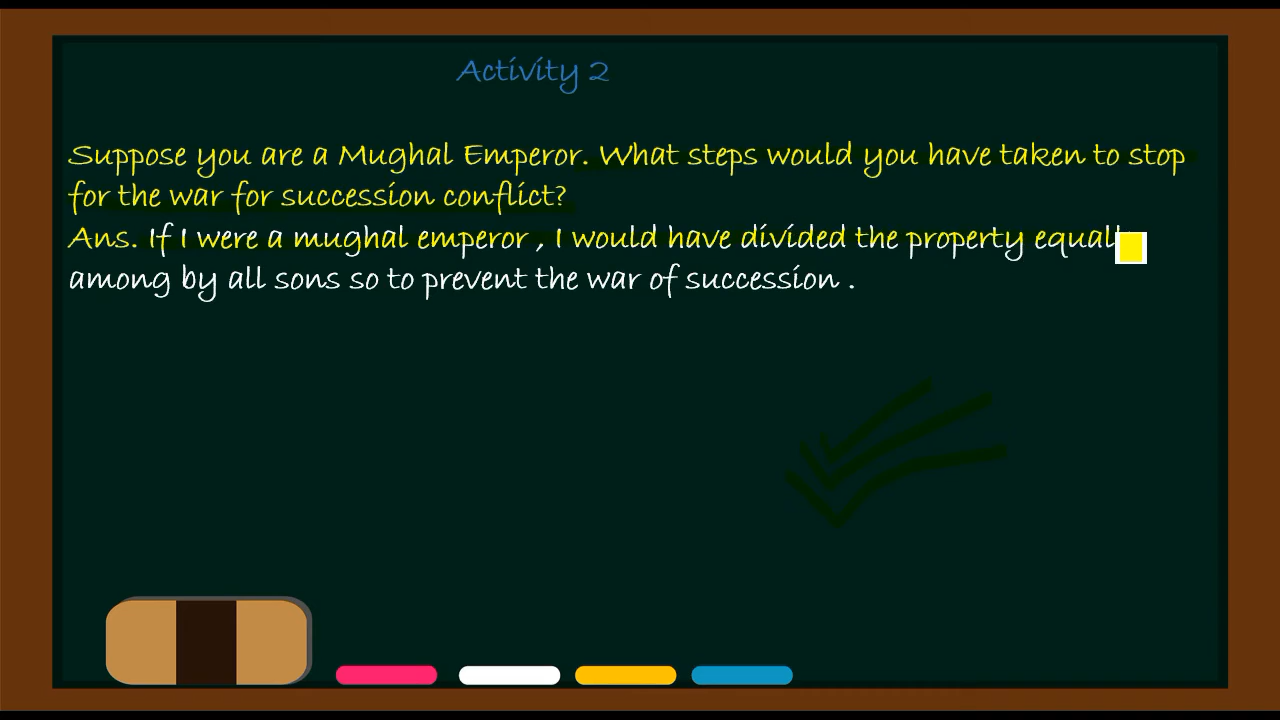 Activity 2
Suppose you are a Mughal Emperor. What steps would you have taken to stop
for the war for succession conflict?
Ans. If I were a mughal emperor , I would have divided the property equally
among by all sons so to prevent the war of succession .